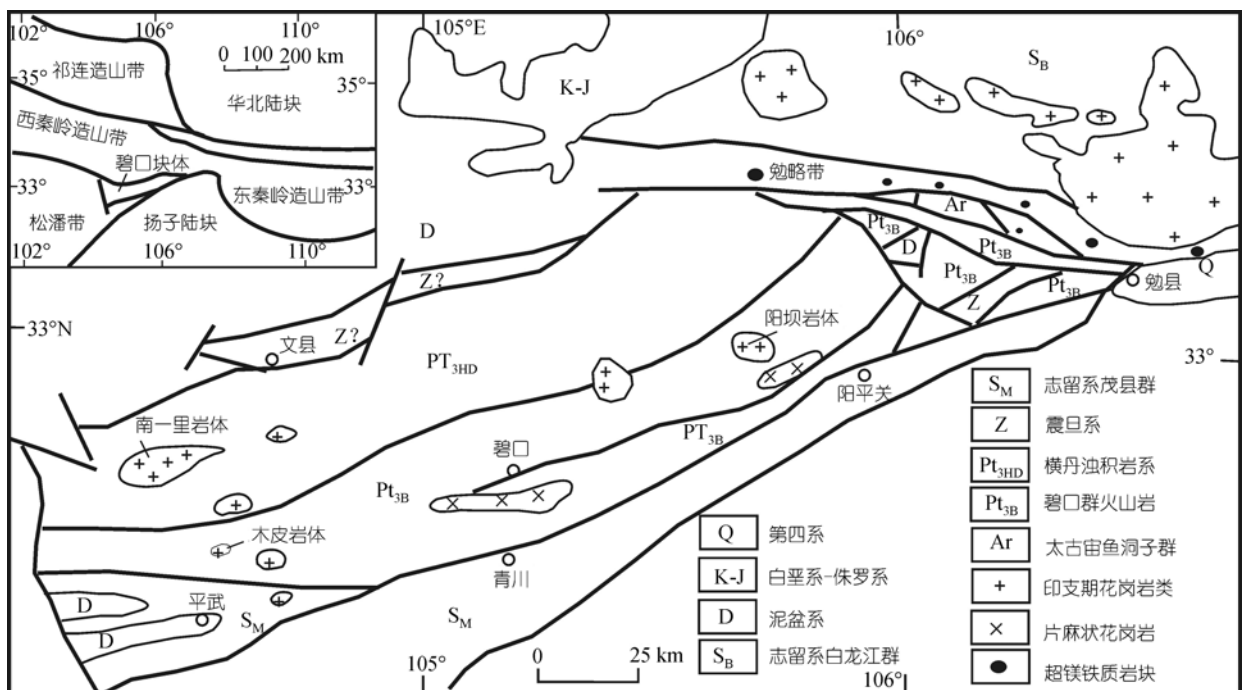 102°
106°
110°
0 100 200 km
35°
35°
祁连造山带
华北陆块
西秦岭造山带
碧口块体
33°
33°
东秦岭造山带
松潘带
扬子陆块
102°
106°
110°
105°E
106°
S_B
K-J
勉略带
Ar
D
Pt_3B
D
Pt_3B
Pt_3B
Pt_3B
Z
Q
勉县
Z?
33°N
Z?
文县
阳坝岩体
33°
PT_3HD
阳平关
南一里岩体
碧口
PT_3B
Pt_3B
木皮岩体
青川
D
平武
D
S_M
S_M
105°
0 25 km
106°
S_M 志留系茂县群
Z 震旦系
Pt_3HD 横丹浊积岩系
Pt_3B 碧口群火山岩
Ar 太古宙鱼洞子群
+ 印支期花岗岩类
× 片麻状花岗岩
● 超镁铁质岩块
Q 第四系
K-J 白垩系-侏罗系
D 泥盆系
S_B 志留系白龙江群